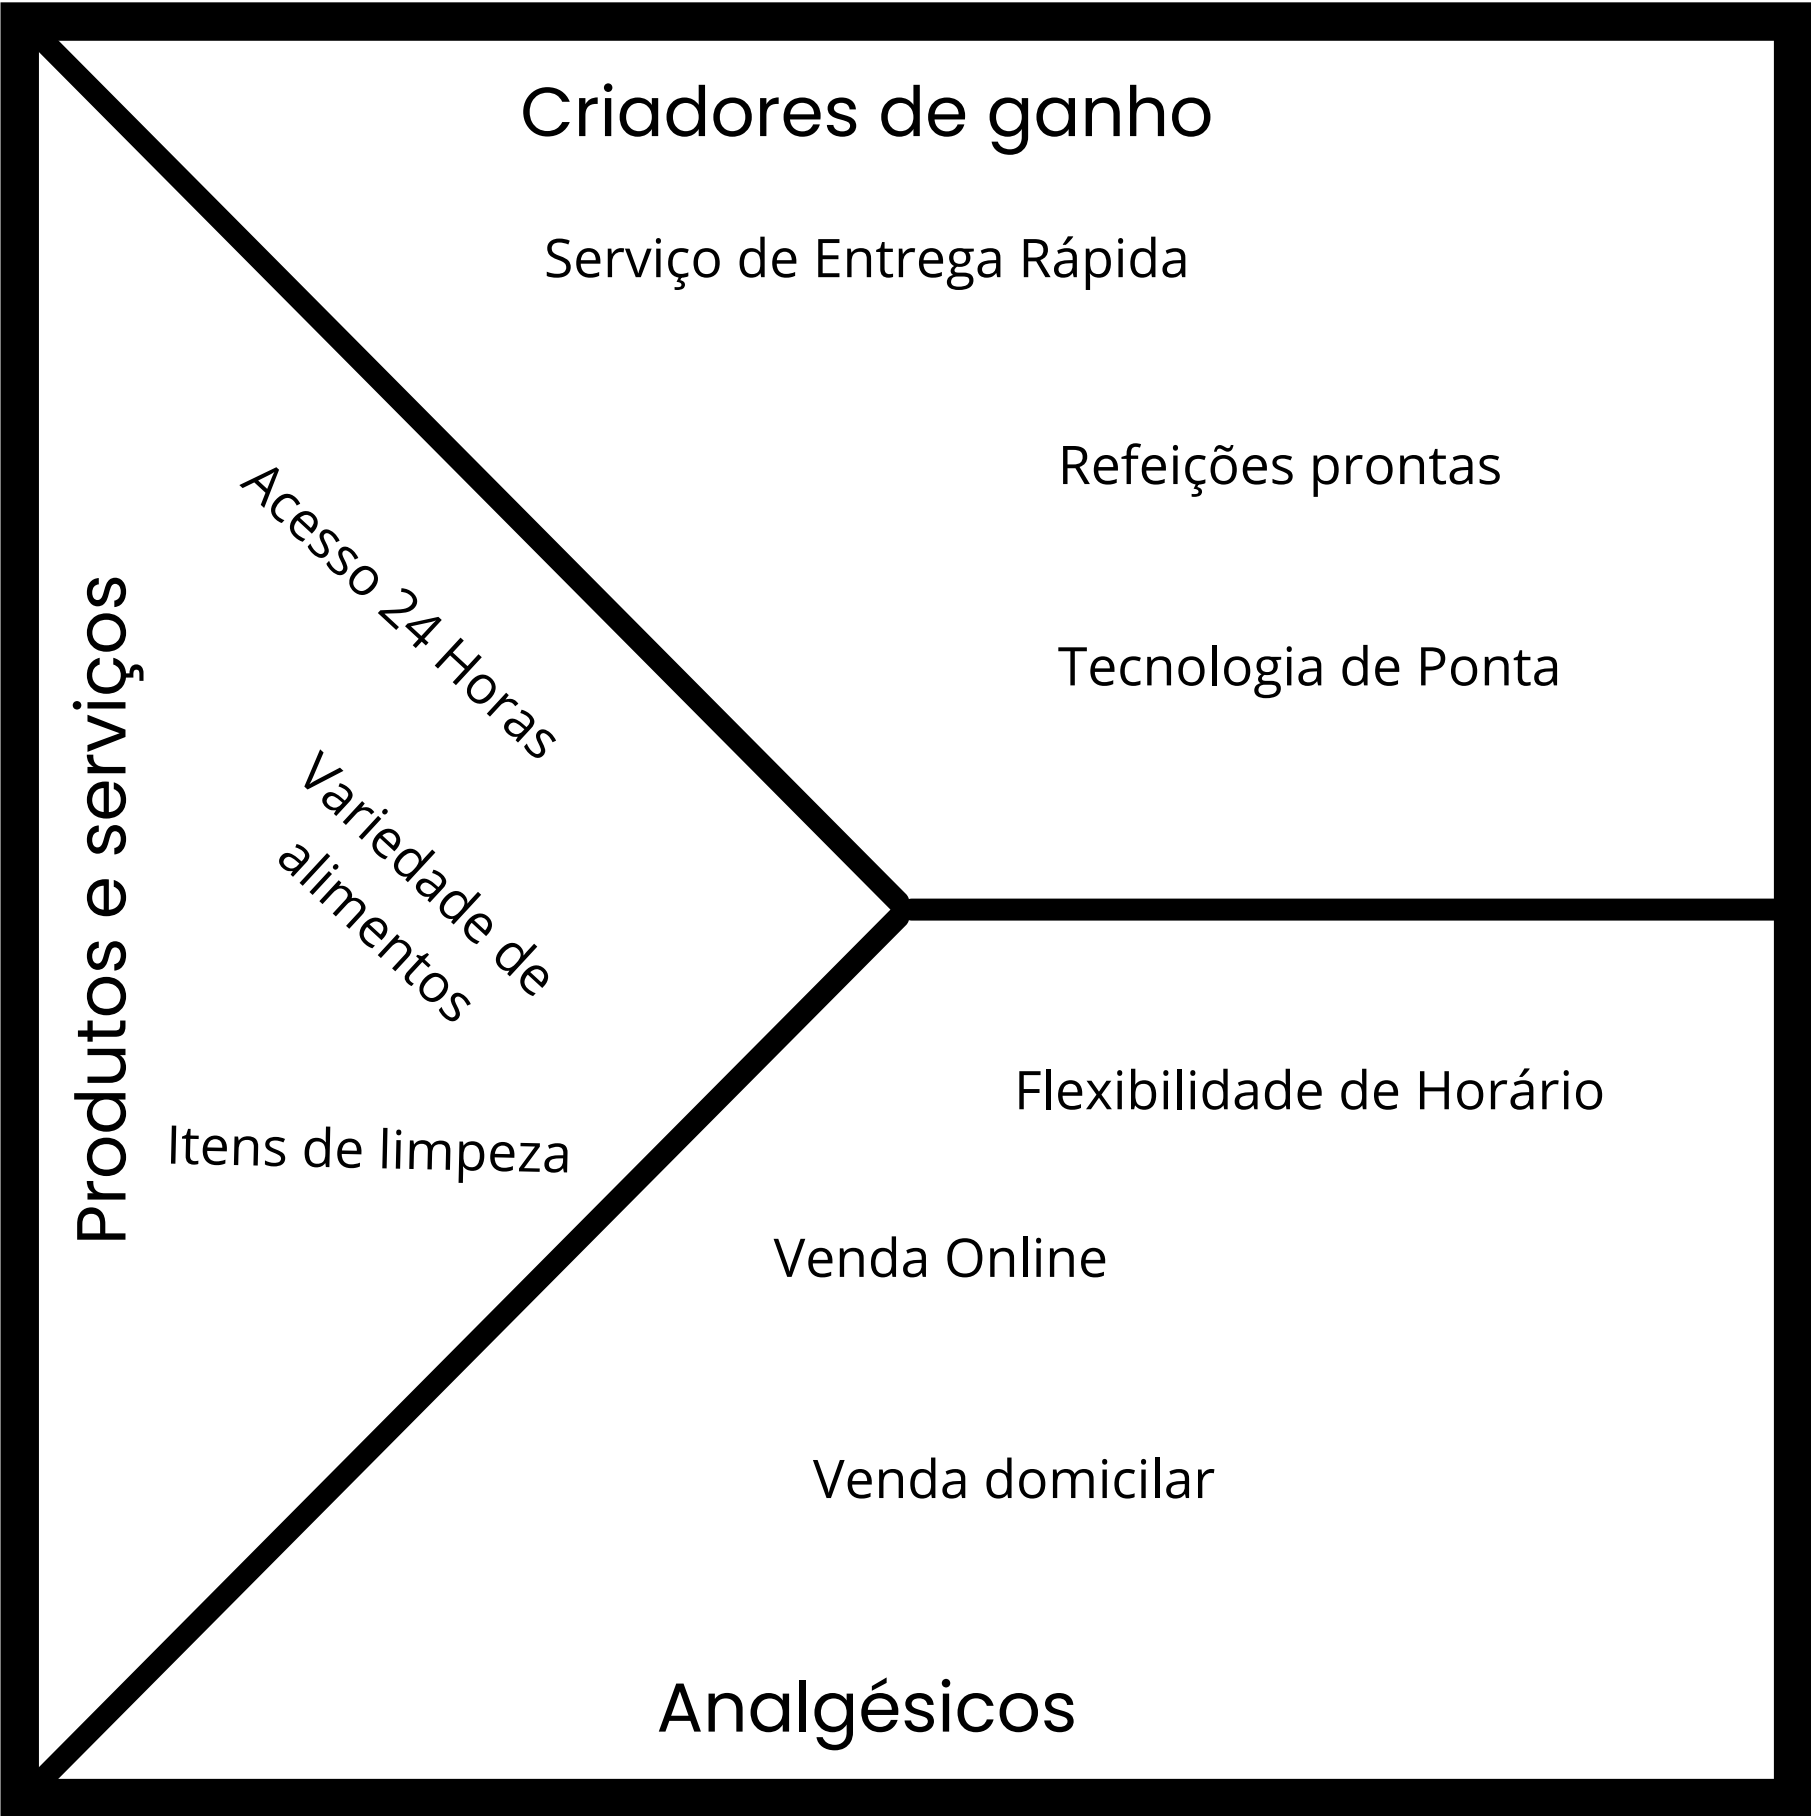 Criadores de ganho
Serviço de Entrega Rápida
Refeições prontas
Tecnologia de Ponta
Produtos e serviços
Acesso 24 Horas
Variedade de
alimentos
Itens de limpeza
Flexibilidade de Horário
Venda Online
Venda domicilar
Analgésicos